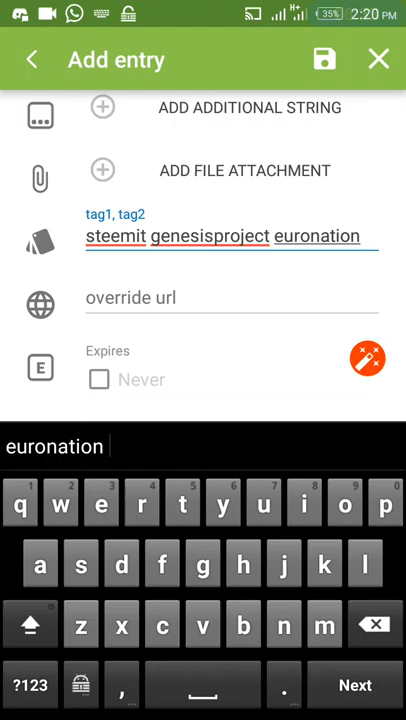 35% 2:20 PM
H+
Add entry
ADD ADDITIONAL STRING
ADD FILE ATTACHMENT
tag1, tag2
steemit genesisproject euronation
override url
Expires
E
Never
euronation
1 2 3 4 5 6 7 8 9 0
q w e r t y u i o p
a s d f g h j k l
z x c v b n m
?123 , . Next